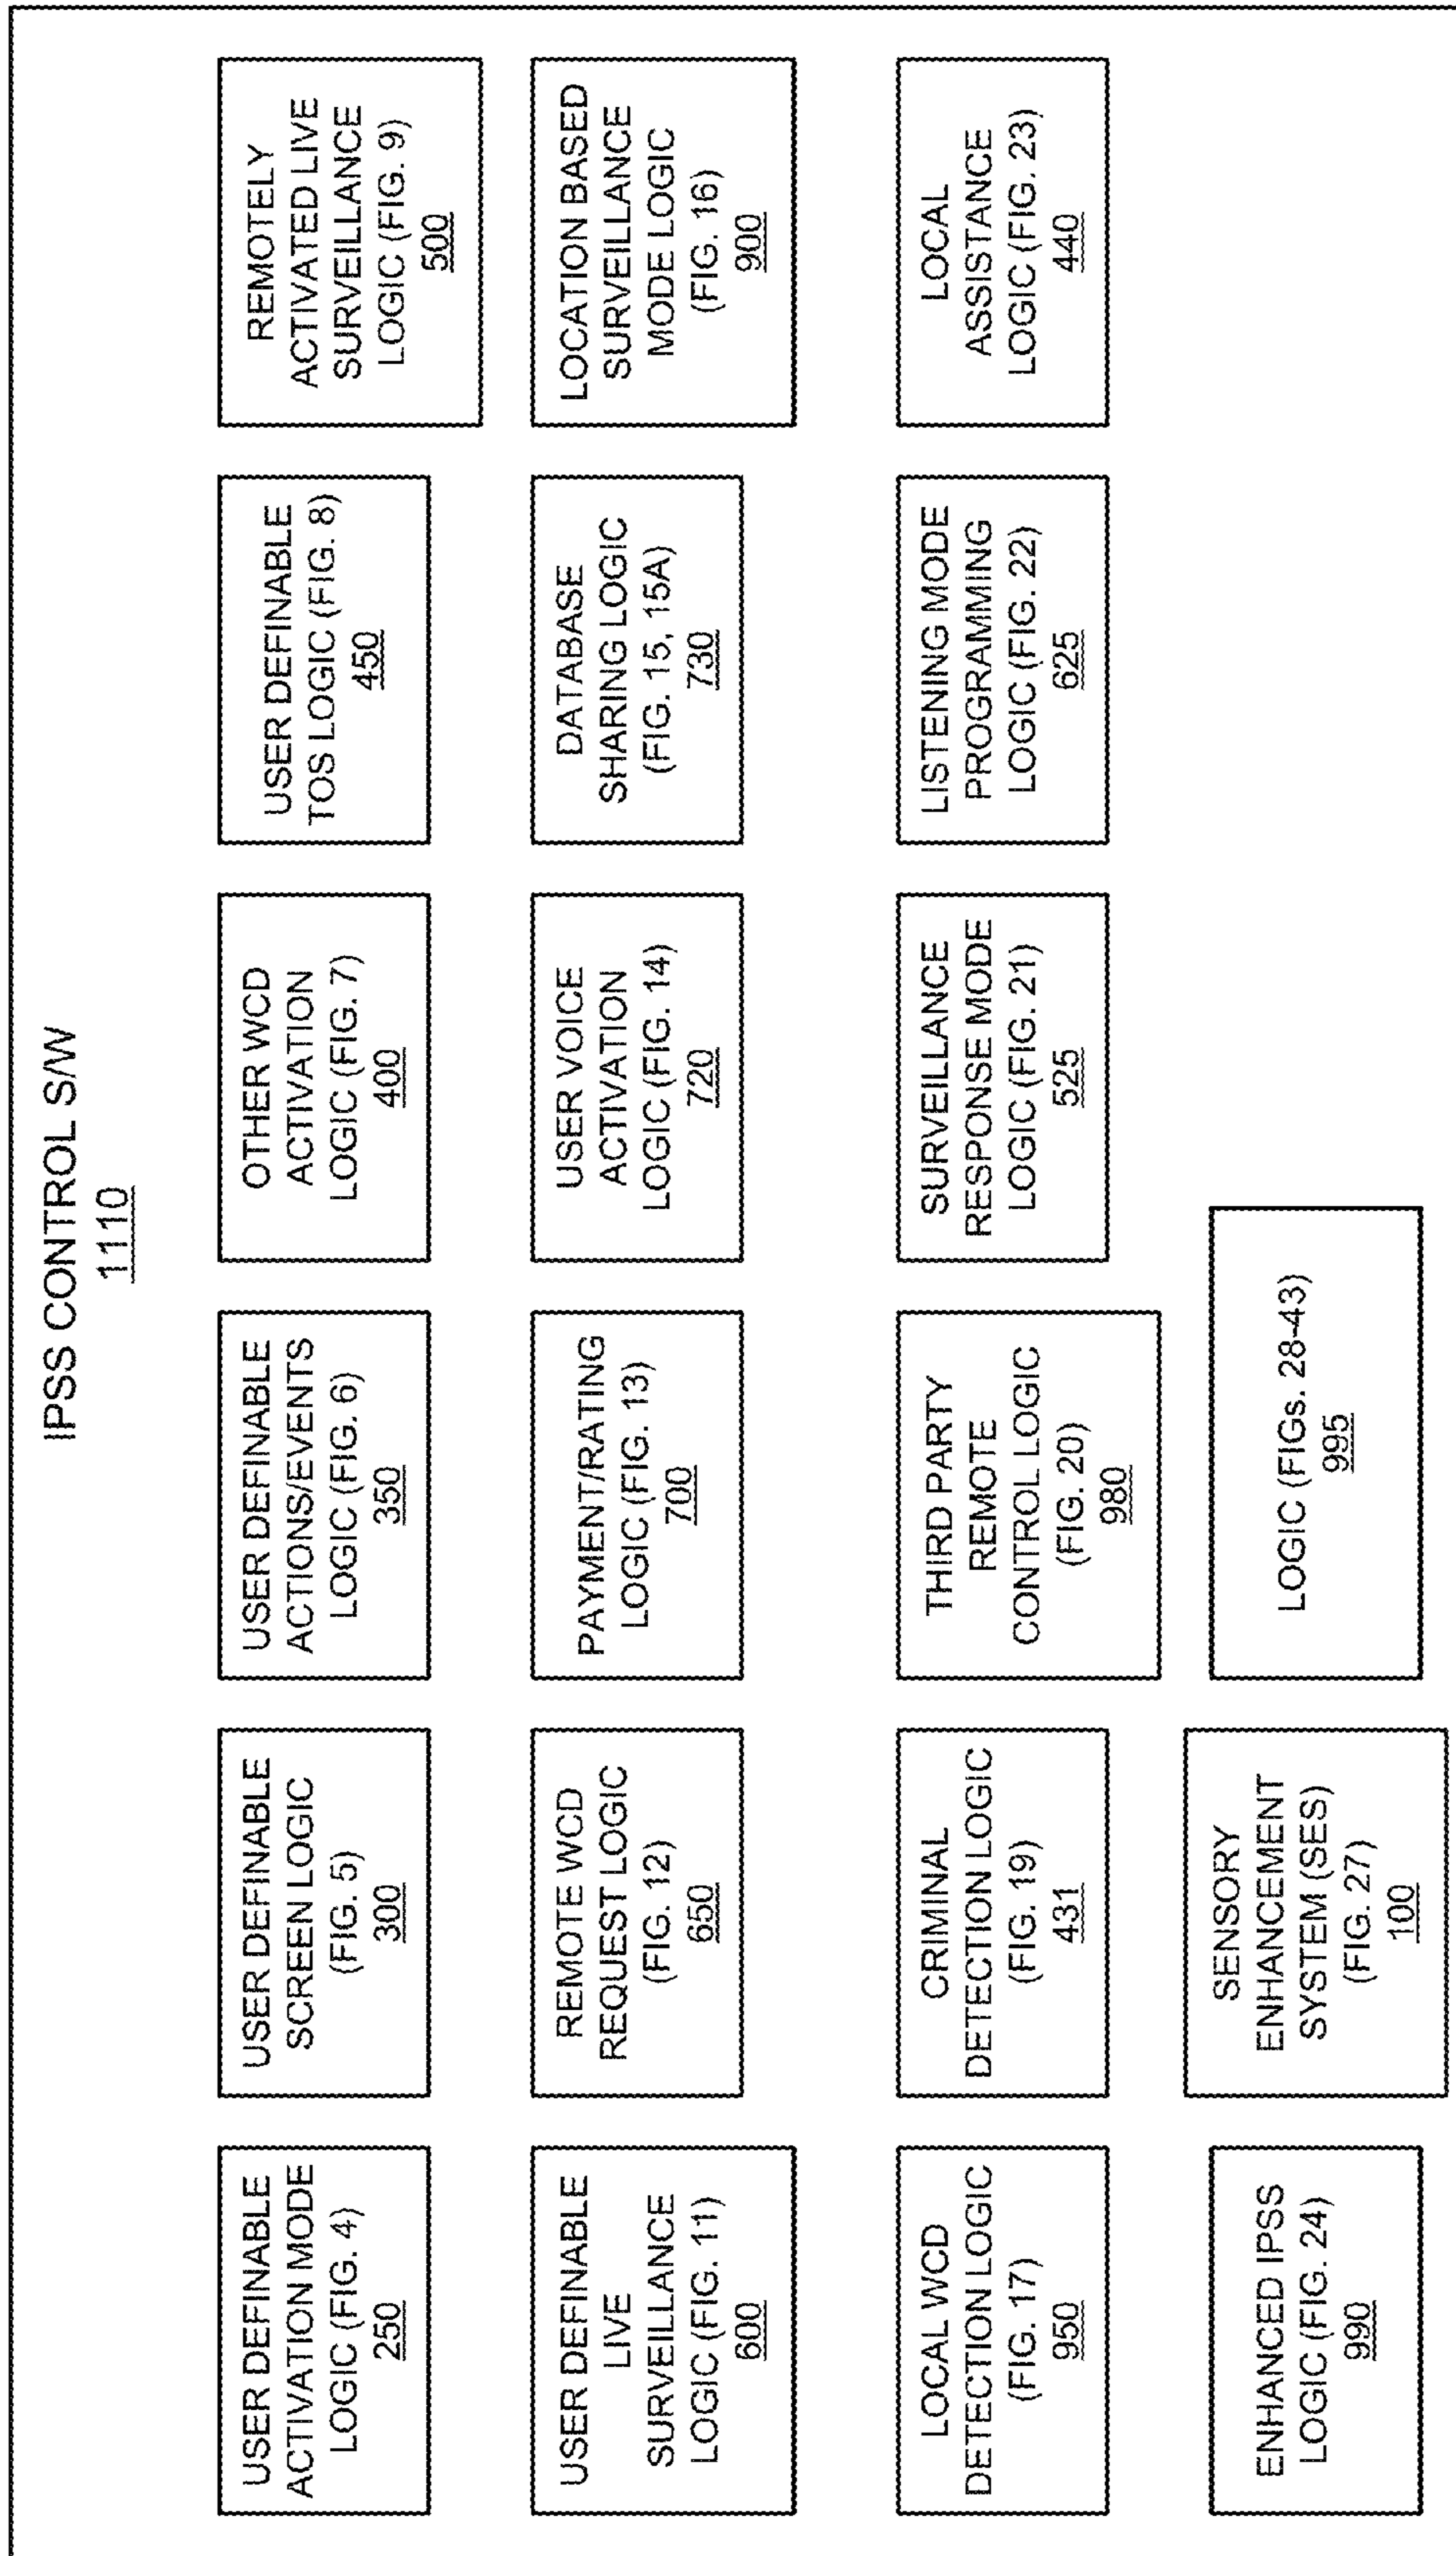 IPSS CONTROL S/W
1110
USER DEFINABLE
ACTIVATION MODE
LOGIC (FIG. 4)
250
USER DEFINABLE
SCREEN LOGIC
(FIG. 5)
300
USER DEFINABLE
ACTIONS/EVENTS
LOGIC (FIG. 6)
350
OTHER WCD
ACTIVATION
LOGIC (FIG. 7)
400
USER DEFINABLE
TOS LOGIC (FIG. 8)
450
REMOTELY
ACTIVATED LIVE
SURVEILLANCE
LOGIC (FIG. 9)
500
USER DEFINABLE
LIVE
SURVEILLANCE
LOGIC (FIG. 11)
600
REMOTE WCD
REQUEST LOGIC
(FIG. 12)
650
PAYMENT/RATING
LOGIC (FIG. 13)
700
USER VOICE
ACTIVATION
LOGIC (FIG. 14)
720
DATABASE
SHARING LOGIC
(FIG. 15, 15A)
730
LOCATION BASED
SURVEILLANCE
MODE LOGIC
(FIG. 16)
900
LOCAL WCD
DETECTION LOGIC
(FIG. 17)
950
CRIMINAL
DETECTION LOGIC
(FIG. 19)
431
THIRD PARTY
REMOTE
CONTROL LOGIC
(FIG. 20)
980
SURVEILLANCE
RESPONSE MODE
LOGIC (FIG. 21)
525
LISTENING MODE
PROGRAMMING
LOGIC (FIG. 22)
625
LOCAL
ASSISTANCE
LOGIC (FIG. 23)
440
ENHANCED IPSS
LOGIC (FIG. 24)
990
SENSORY
ENHANCEMENT
SYSTEM (SES)
(FIG. 27)
100
LOGIC (FIGs. 28-43)
995